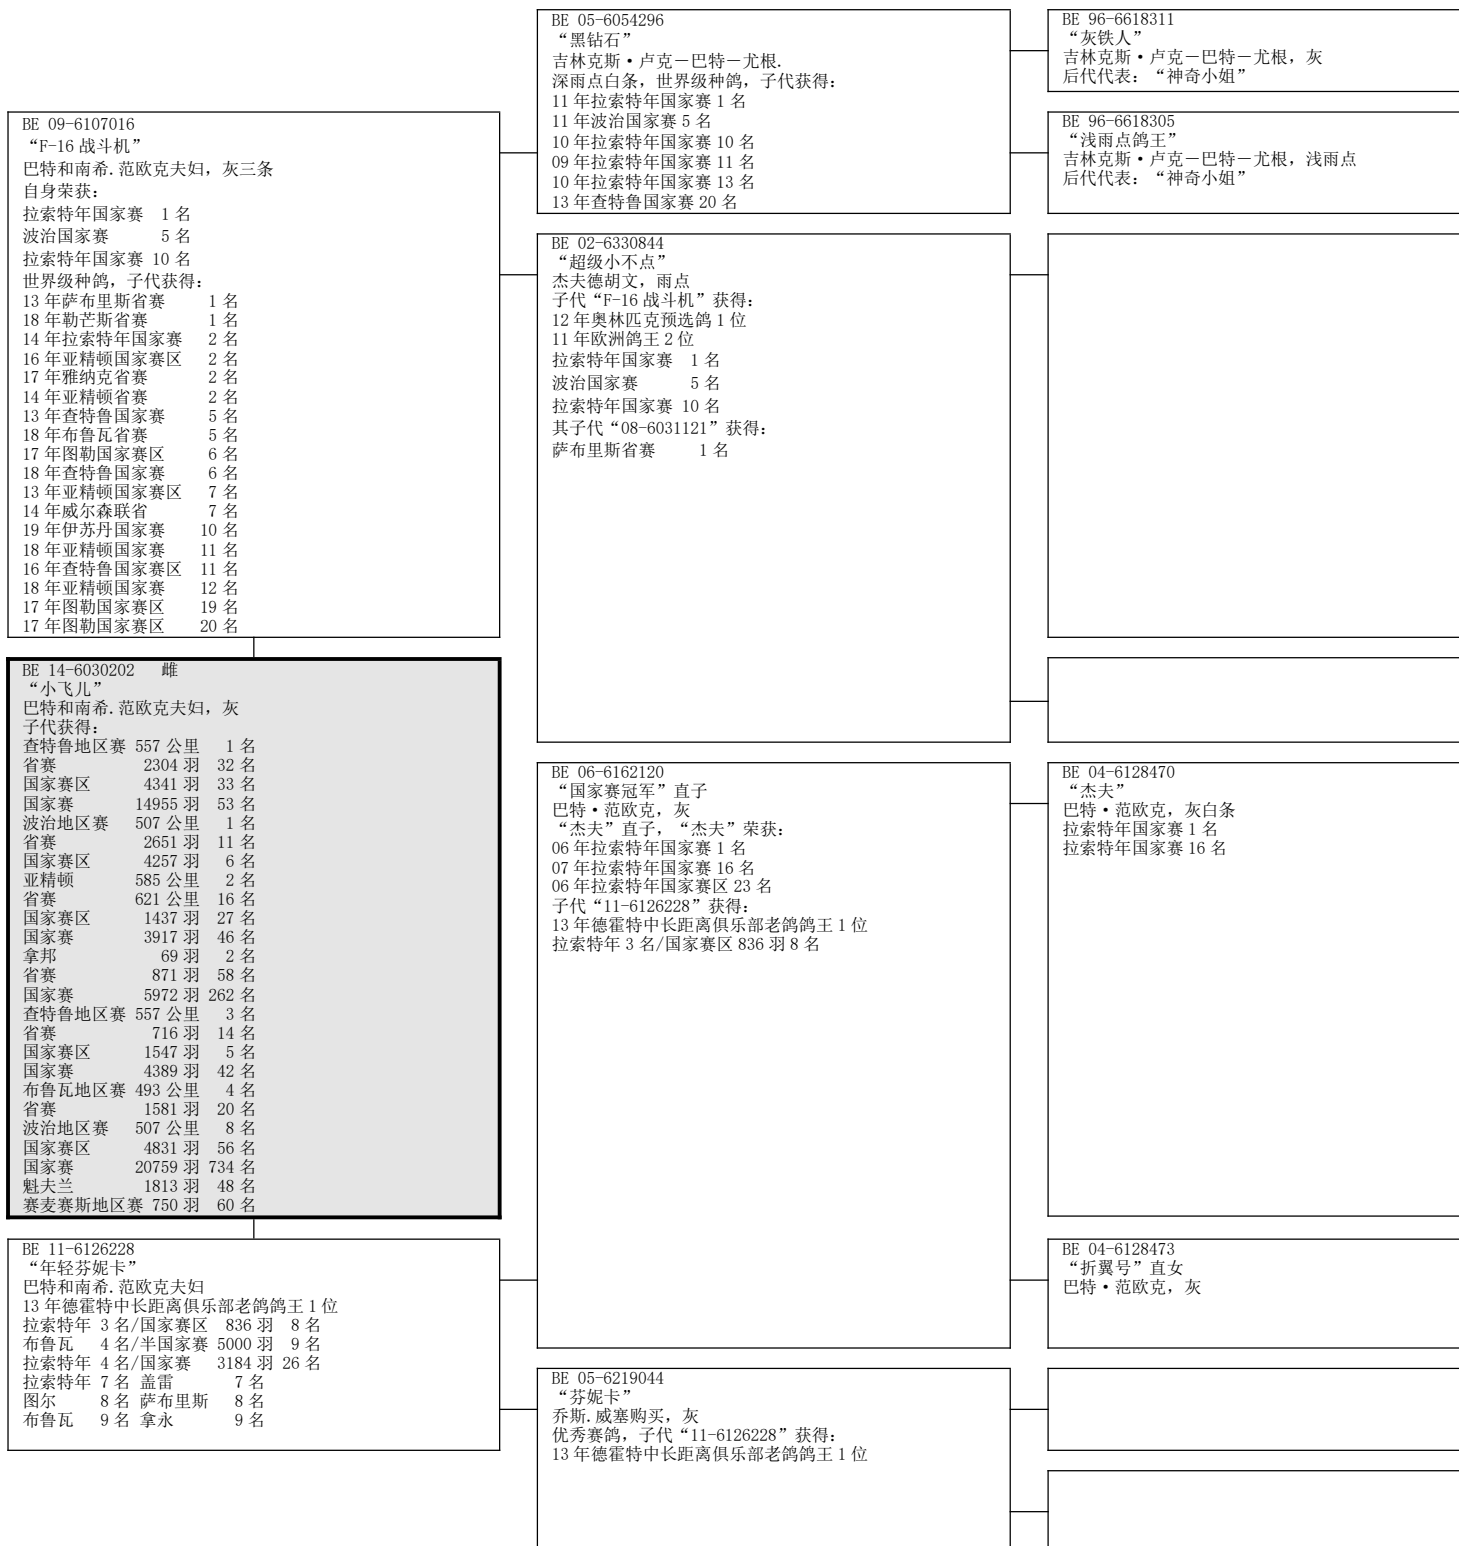 BE 09-6107016
“F-16 战斗机”
巴特和南希.范欧克夫妇，灰三条
自身荣获：
拉索特年国家赛 1 名
波治国家赛 5 名
拉索特年国家赛 10 名
世界级种鸽，子代获得：
13 年萨布里斯省赛 1 名
18 年勒芒斯省赛 1 名
14 年拉索特年国家赛 2 名
16 年亚精顿国家赛区 2 名
17 年雅纳克省赛 2 名
14 年亚精顿省赛 2 名
13 年查特鲁国家赛 5 名
18 年布鲁瓦省赛 5 名
17 年图勒国家赛区 6 名
18 年查特鲁国家赛 6 名
13 年亚精顿国家赛区 7 名
14 年威尔森联省 7 名
19 年伊苏丹国家赛 10 名
18 年亚精顿国家赛 11 名
16 年查特鲁国家赛区 11 名
18 年亚精顿国家赛 12 名
17 年图勒国家赛区 19 名
17 年图勒国家赛区 20 名
BE 14-6030202 雌
“小飞儿”
巴特和南希.范欧克夫妇，灰
子代获得：
查特鲁地区赛 557 公里 1 名
省赛 2304 羽 32 名
国家赛区 4341 羽 33 名
国家赛 14955 羽 53 名
波治地区赛 507 公里 1 名
省赛 2651 羽 11 名
国家赛区 4257 羽 6 名
亚精顿 585 公里 2 名
省赛 621 公里 16 名
国家赛区 1437 羽 27 名
国家赛 3917 羽 46 名
拿邦 69 羽 2 名
省赛 871 羽 58 名
国家赛 5972 羽 262 名
查特鲁地区赛 557 公里 3 名
省赛 716 羽 14 名
国家赛区 1547 羽 5 名
国家赛 4389 羽 42 名
布鲁瓦地区赛 493 公里 4 名
省赛 1581 羽 20 名
波治地区赛 507 公里 8 名
国家赛区 4831 羽 56 名
国家赛 20759 羽 734 名
魁夫兰 1813 羽 48 名
赛麦赛斯地区赛 750 羽 60 名
BE 11-6126228
“年轻芬妮卡”
巴特和南希.范欧克夫妇
13 年德霍特中长距离俱乐部老鸽鸽王 1 位
拉索特年 3 名/国家赛区 836 羽 8 名
布鲁瓦 4 名/半国家赛 5000 羽 9 名
拉索特年 4 名/国家赛 3184 羽 26 名
拉索特年 7 名 盖雷 7 名
图尔 8 名 萨布里斯 8 名
布鲁瓦 9 名 拿永 9 名
BE 05-6054296
“黑钻石”
吉林克斯•卢克－巴特－尤根.
深雨点白条，世界级种鸽，子代获得：
11 年拉索特年国家赛 1 名
11 年波治国家赛 5 名
10 年拉索特年国家赛 10 名
09 年拉索特年国家赛 11 名
10 年拉索特年国家赛 13 名
13 年查特鲁国家赛 20 名
BE 02-6330844
“超级小不点”
杰夫德胡文，雨点
子代“F-16 战斗机”获得：
12 年奥林匹克预选鸽 1 位
11 年欧洲鸽王 2 位
拉索特年国家赛 1 名
波治国家赛 5 名
拉索特年国家赛 10 名
其子代“08-6031121”获得：
萨布里斯省赛 1 名
BE 06-6162120
“国家赛冠军”直子
巴特•范欧克，灰
“杰夫”直子，“杰夫”荣获：
06 年拉索特年国家赛 1 名
07 年拉索特年国家赛 16 名
06 年拉索特年国家赛区 23 名
子代“11-6126228”获得：
13 年德霍特中长距离俱乐部老鸽鸽王 1 位
拉索特年 3 名/国家赛区 836 羽 8 名
BE 05-6219044
“芬妮卡”
乔斯.威塞购买，灰
优秀赛鸽，子代“11-6126228”获得：
13 年德霍特中长距离俱乐部老鸽鸽王 1 位
BE 96-6618311
“灰铁人”
吉林克斯•卢克－巴特－尤根，灰
后代代表：“神奇小姐”
BE 96-6618305
“浅雨点鸽王”
吉林克斯•卢克－巴特－尤根，浅雨点
后代代表：“神奇小姐”
BE 04-6128470
“杰夫”
巴特•范欧克，灰白条
拉索特年国家赛 1 名
拉索特年国家赛 16 名
BE 04-6128473
“折翼号”直女
巴特•范欧克，灰